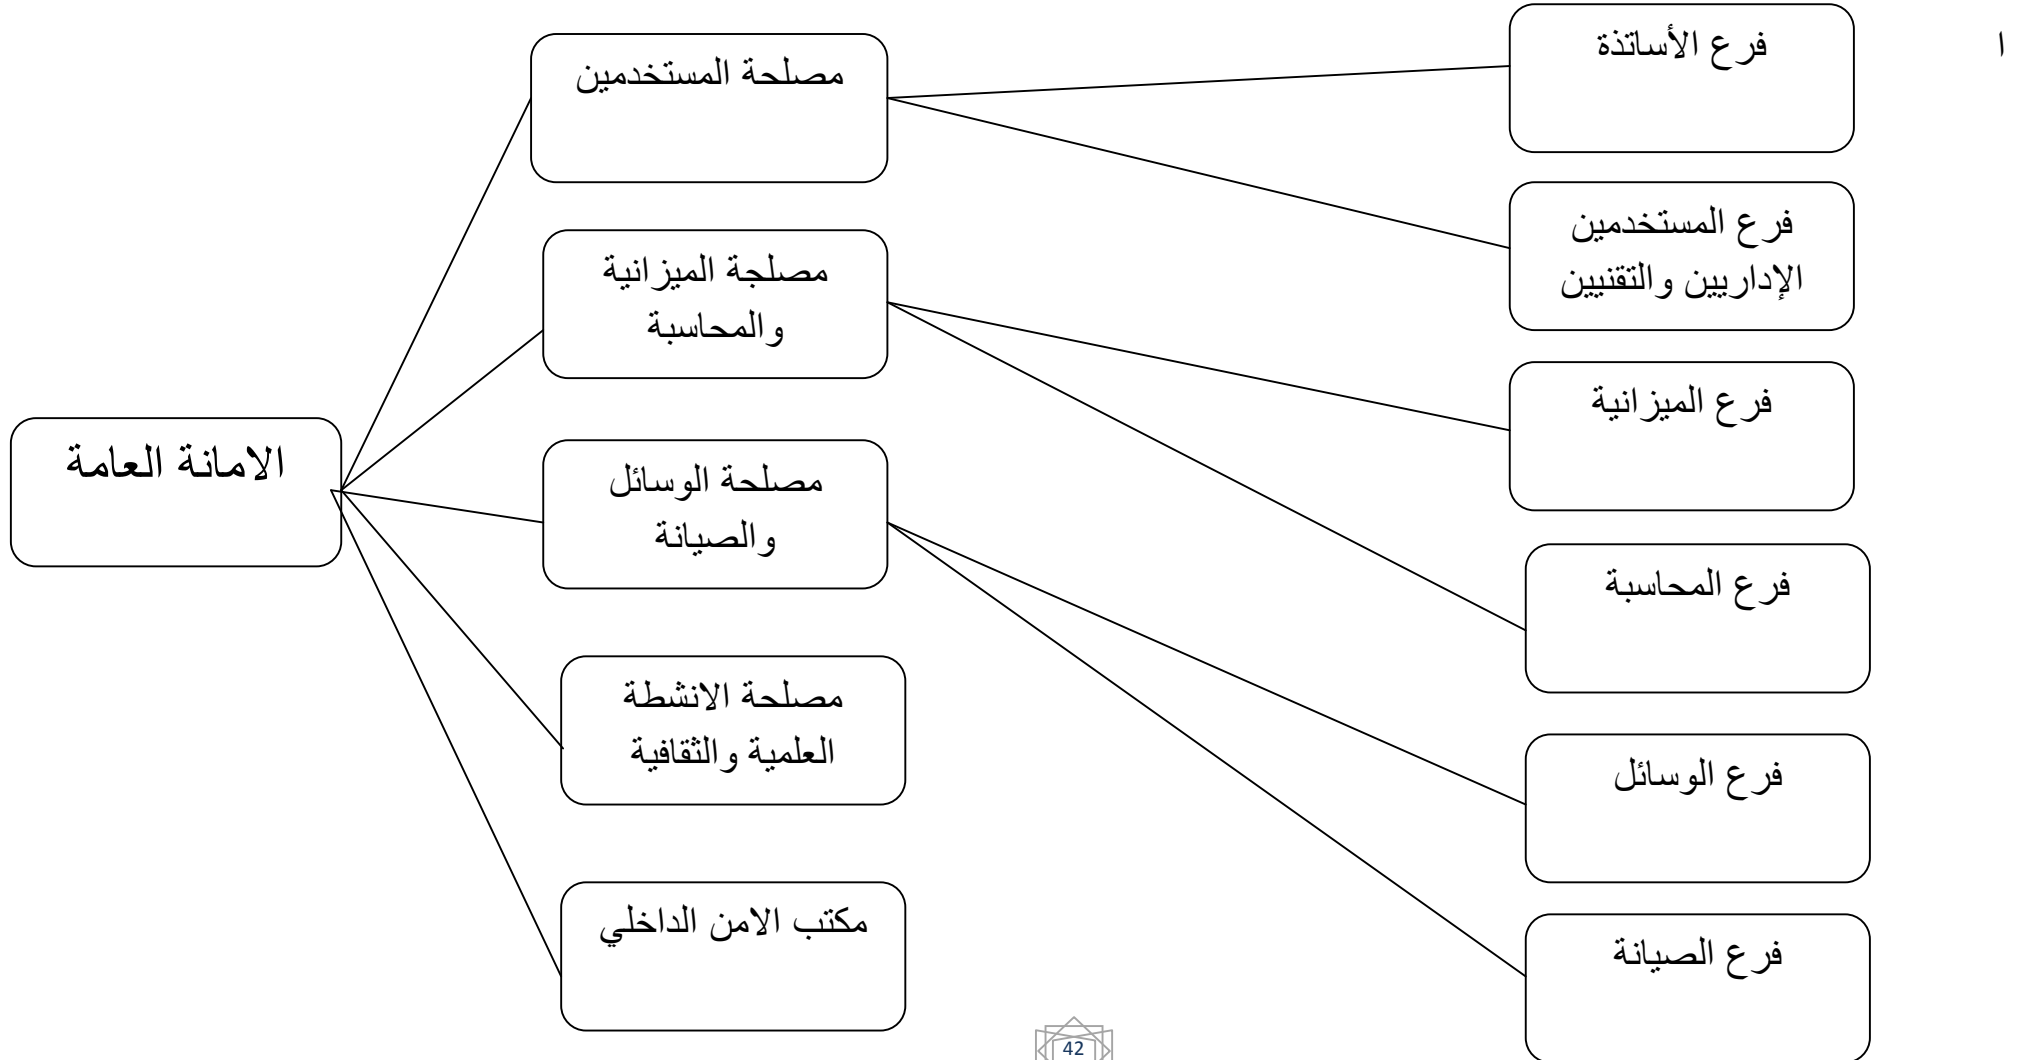 ا
فرع الأساتذة
مصلحة المستخدمين
فرع المستخدمين
الإداريين والتقنيين
مصلجة الميزانية
والمحاسبة
فرع الميزانية
الامانة العامة
مصلحة الوسائل
والصيانة
فرع المحاسبة
مصلحة الانشطة
العلمية والثقافية
فرع الوسائل
مكتب الامن الداخلي
فرع الصيانة
42